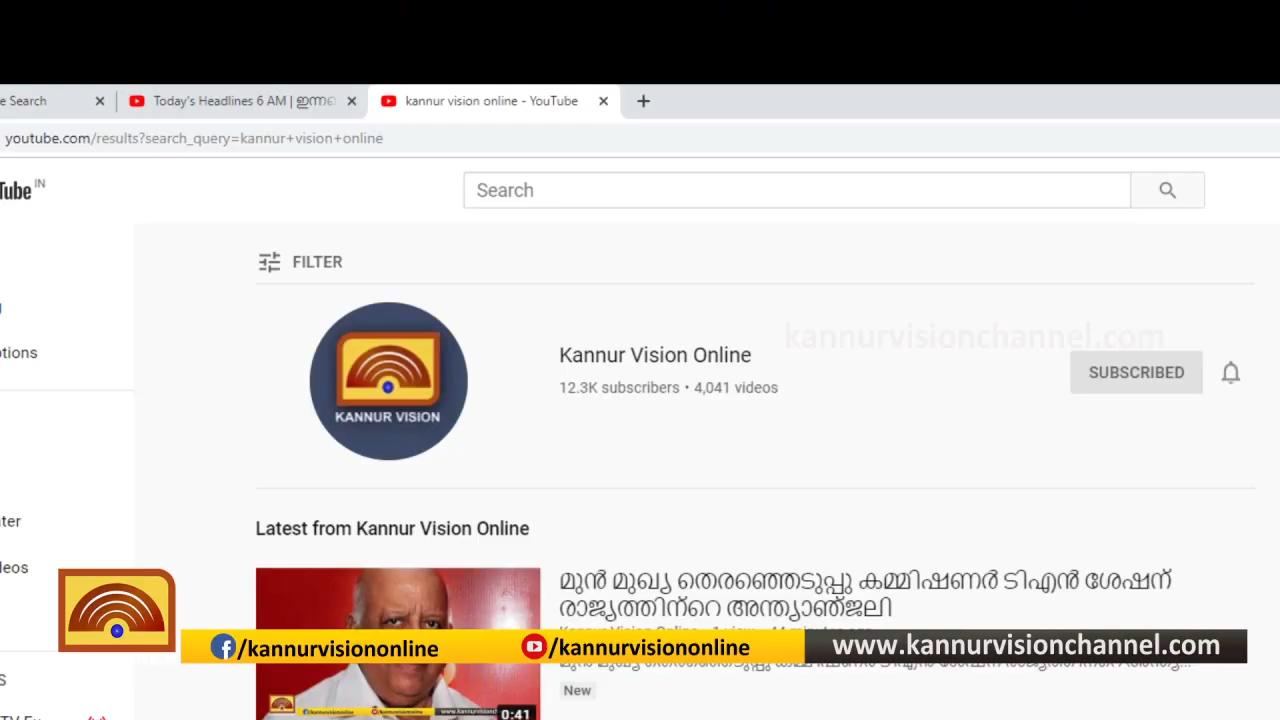 e Search
Today's Headlines 6 AM | ഇന്നത്
kannur vision online - YouTube
youtube.com/results?search_query=kannur+vision+online
Tube IN
Search
FILTER
kannurvisionchannel.com
Kannur Vision Online
12.3K subscribers • 4,041 videos
SUBSCRIBED
KANNUR VISION
ptions
Latest from Kannur Vision Online
ter
eos
മുൻ മുഖ്യ തെരഞ്ഞെടുപ്പു കമ്മിഷണർ ടിഎൻ ശേഷന്
രാജ്യത്തിന്റെ അന്ത്യാഞ്ജലി
/kannurvisiononline
/kannurvisiononline
www.kannurvisionchannel.com
New
0:41
S